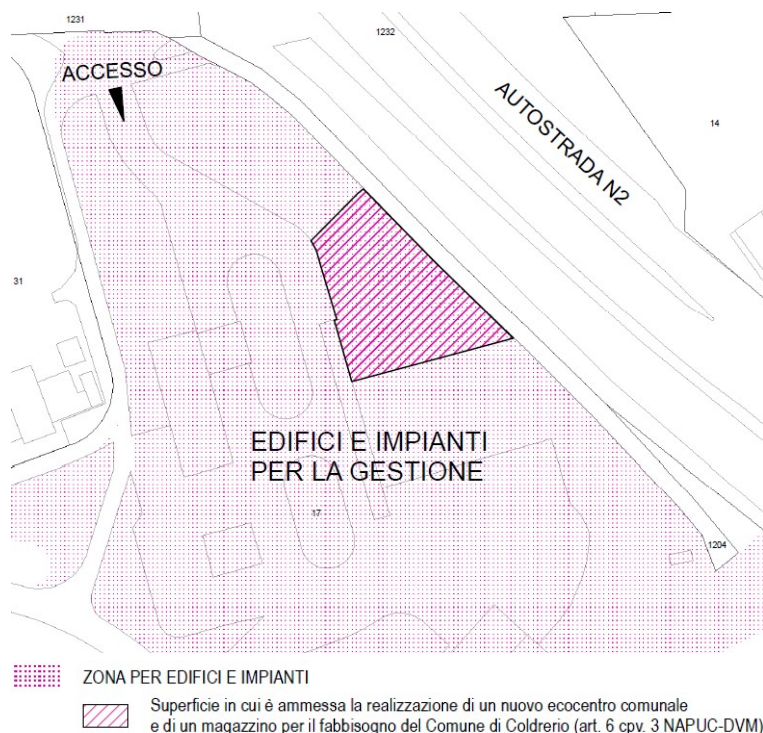 1231
1232
ACCESSO
AUTOSTRADA N2
14
31
EDIFICI E IMPIANTI
PER LA GESTIONE
17
1204
ZONA PER EDIFICI E IMPIANTI
Superficie in cui è ammessa la realizzazione di un nuovo ecocentro comunale
e di un magazzino per il fabbisogno del Comune di Coldrerio (art. 6 cpv. 3 NAPUC-DVM)